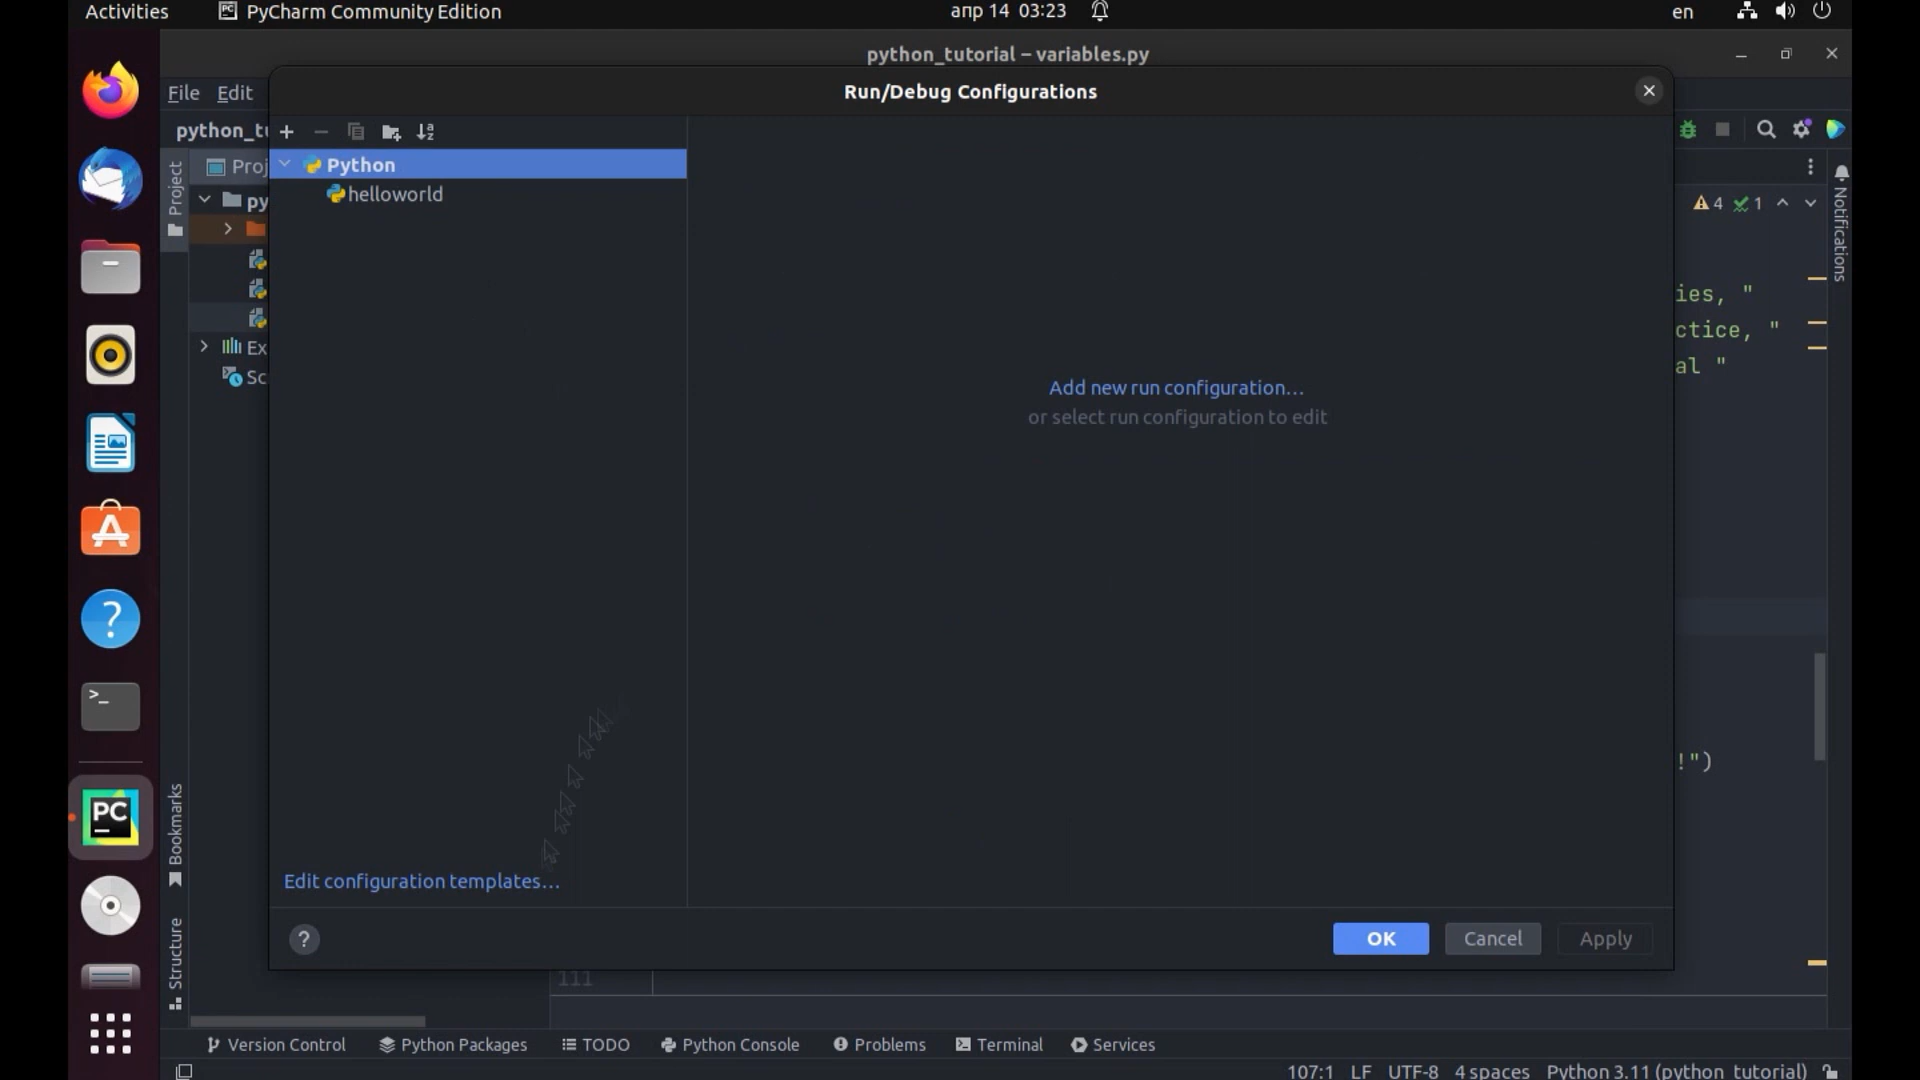 Activities PyCharm Community Edition апр 14 03:23 en
python_tutorial – variables.py
File Edit
Run/Debug Configurations
python_tu
Project
Proj
Python
helloworld
py
4 1
Notifications
Ex
Sc
ies, "
ctice, "
al "
Add new run configuration...
or select run configuration to edit
!")
Bookmarks
Structure
Edit configuration templates...
?
OK Cancel Apply
111
Version Control Python Packages TODO Python Console Problems Terminal Services
107:1 LF UTF-8 4 spaces Python 3.11 (python_tutorial)
PC